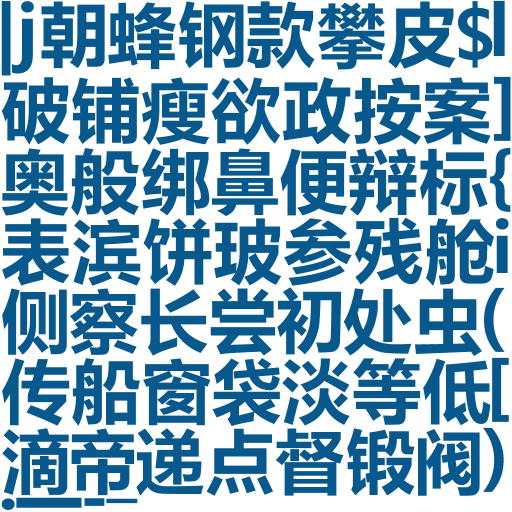 |j朝蜂钢款攀皮$l
破铺瘦欲政按案]
奥般绑鼻便辩标{
表滨饼玻参残舱i
侧察长尝初处虫(
传船窗袋淡等低[
滴帝递点督锻阀)